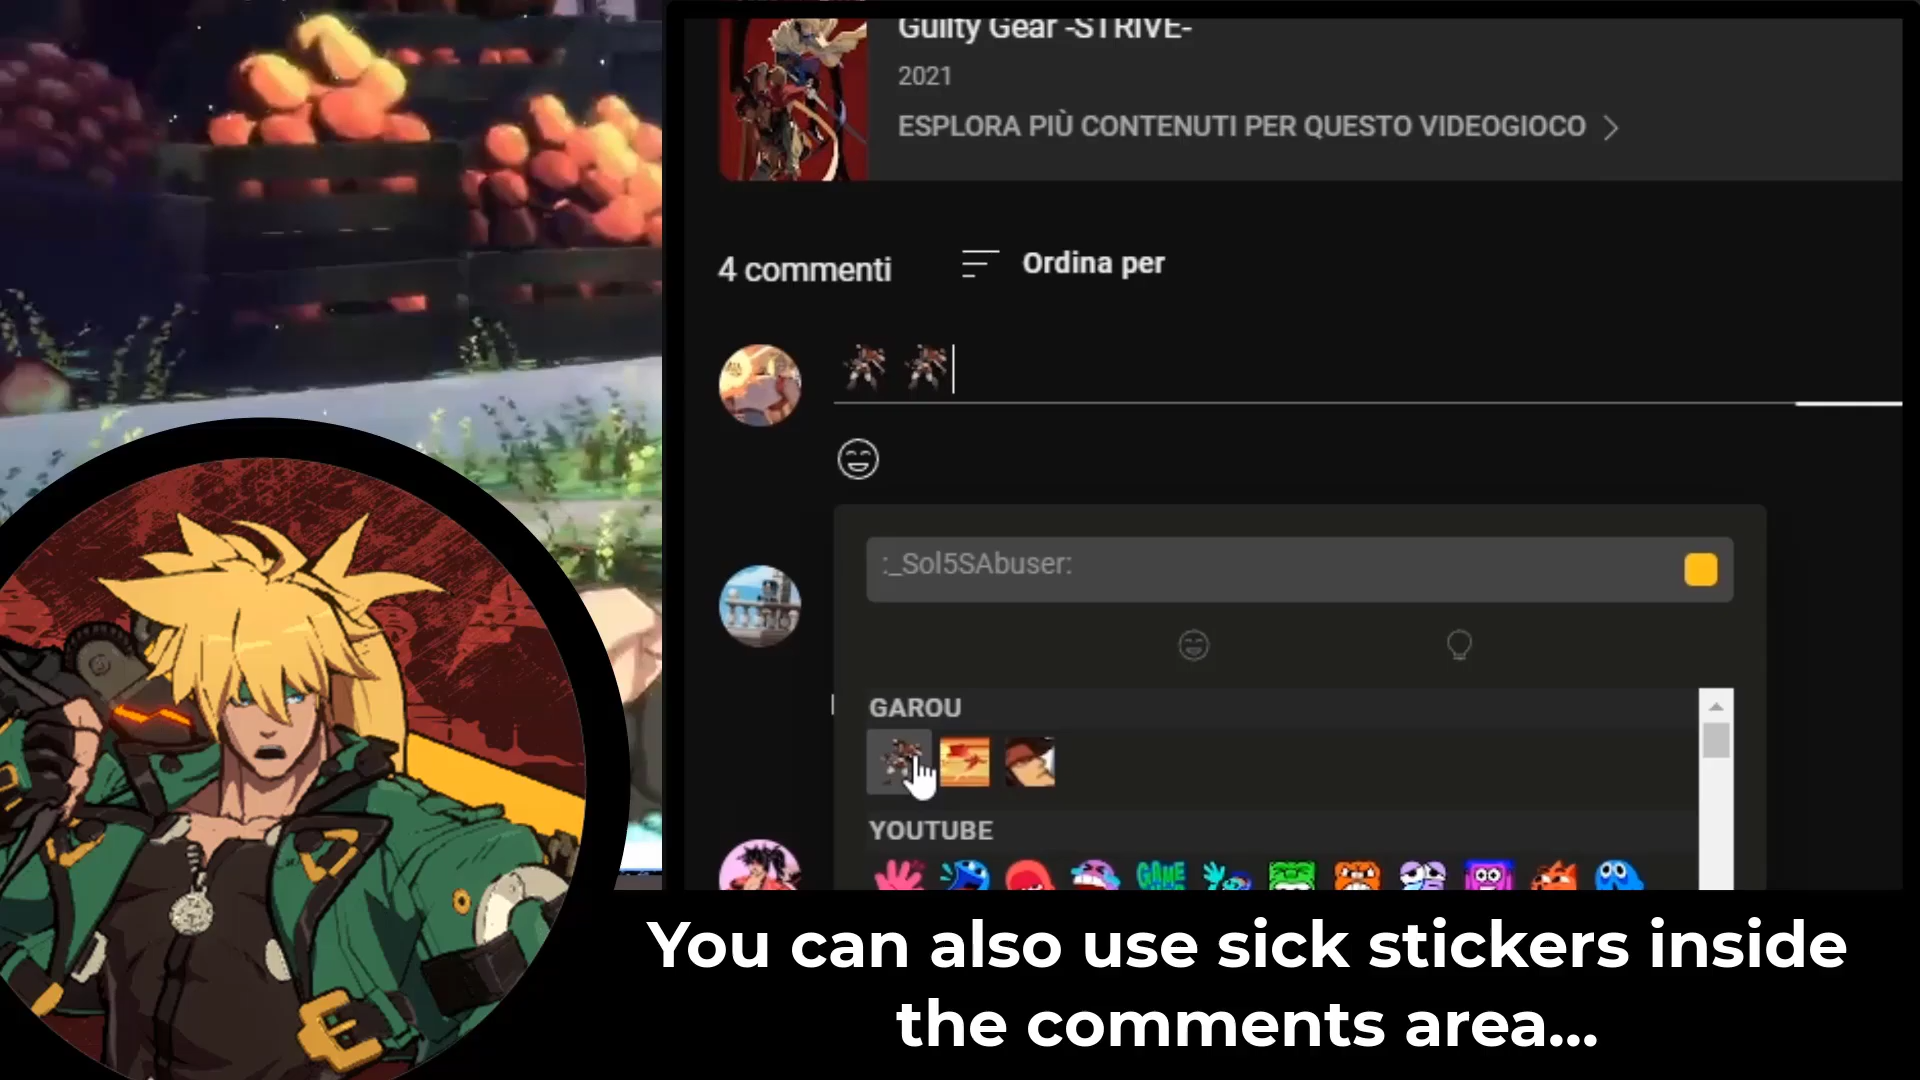 Guilty Gear -STRIVE-
2021
ESPLORA PIÙ CONTENUTI PER QUESTO VIDEOGIOCO
4 commenti
Ordina per
:_Sol5SAbuser:
GAROU
YOUTUBE
GAME
You can also use sick stickers inside
the comments area...